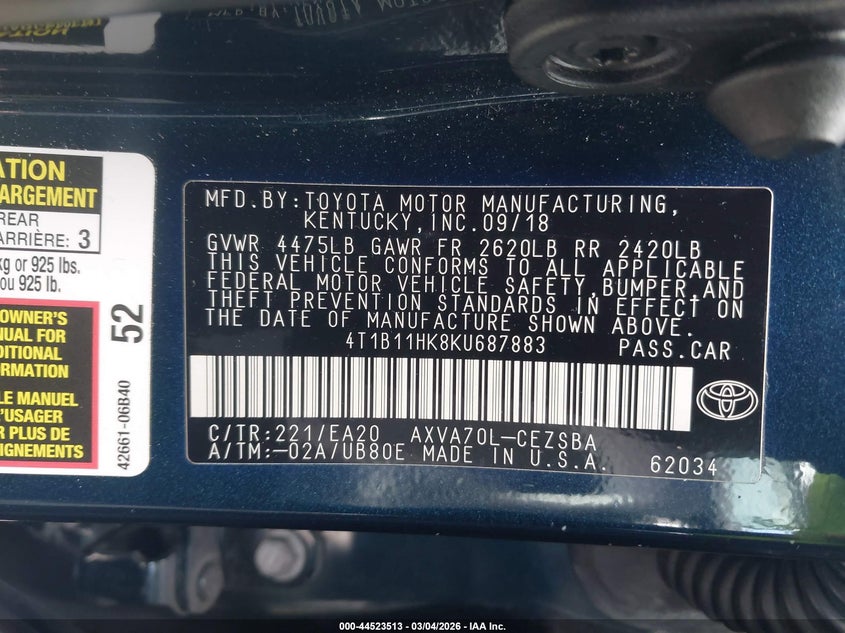 ATION
ARGEMENT
REAR
ARRIÈRE: 3
kg or 925 lbs.
ou 925 lb.
OWNER'S
NUAL FOR
DITIONAL
ORMATION
LE MANUEL
L'USAGER
R PLUS DE
EIGNEMENTS
52
42661-06B40
MFD.BY:TOYOTA MOTOR MANUFACTURING,
KENTUCKY,INC.09/18
GVWR 4475LB GAWR FR 2620LB RR 2420LB
THIS VEHICLE CONFORMS TO ALL APPLICABLE
FEDERAL MOTOR VEHICLE SAFETY,BUMPER,AND
THEFT PREVENTION STANDARDS IN EFFECT ON
THE DATE OF MANUFACTURE SHOWN ABOVE.
4T1B11HK8KU687883 PASS.CAR
C/TR:221/EA20 AXVA70L-CEZSBA
A/TM:-02A/UB80E MADE IN U.S.A. 62034
000-44523513 - 03/04/2026 - IAA Inc.